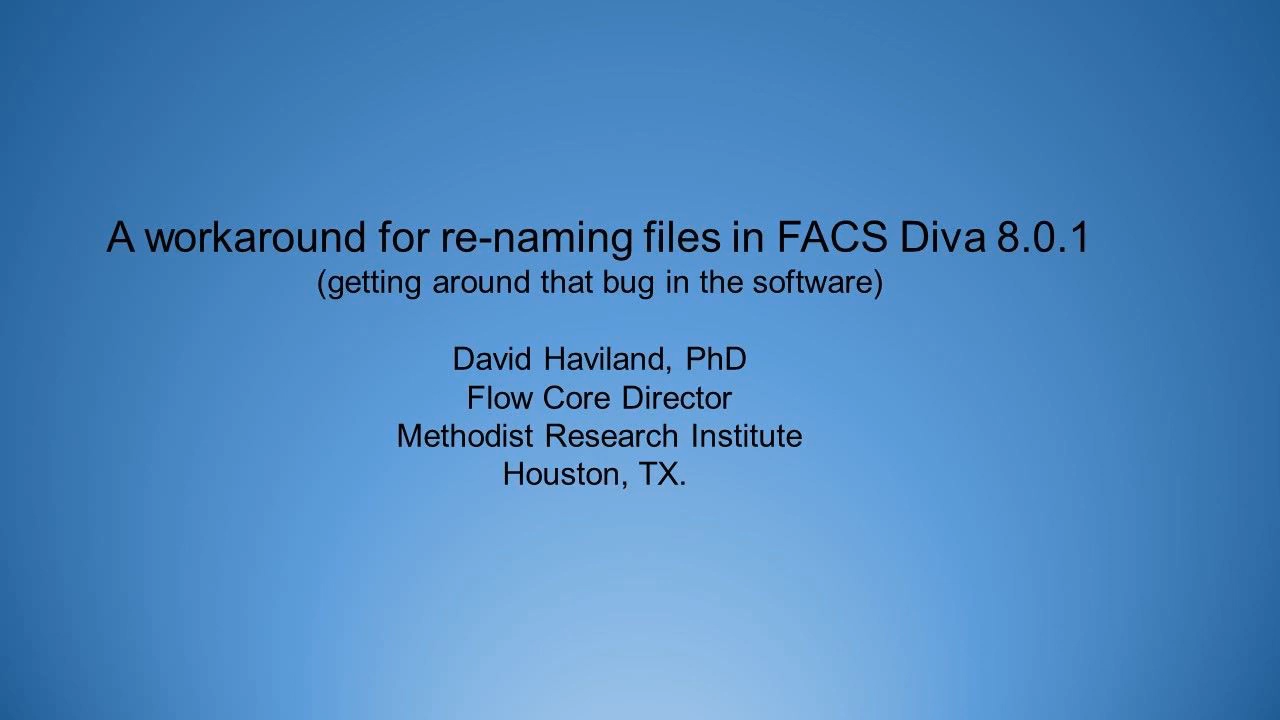 A workaround for re-naming files in FACS Diva 8.0.1
(getting around that bug in the software)
David Haviland, PhD
Flow Core Director
Methodist Research Institute
Houston, TX.